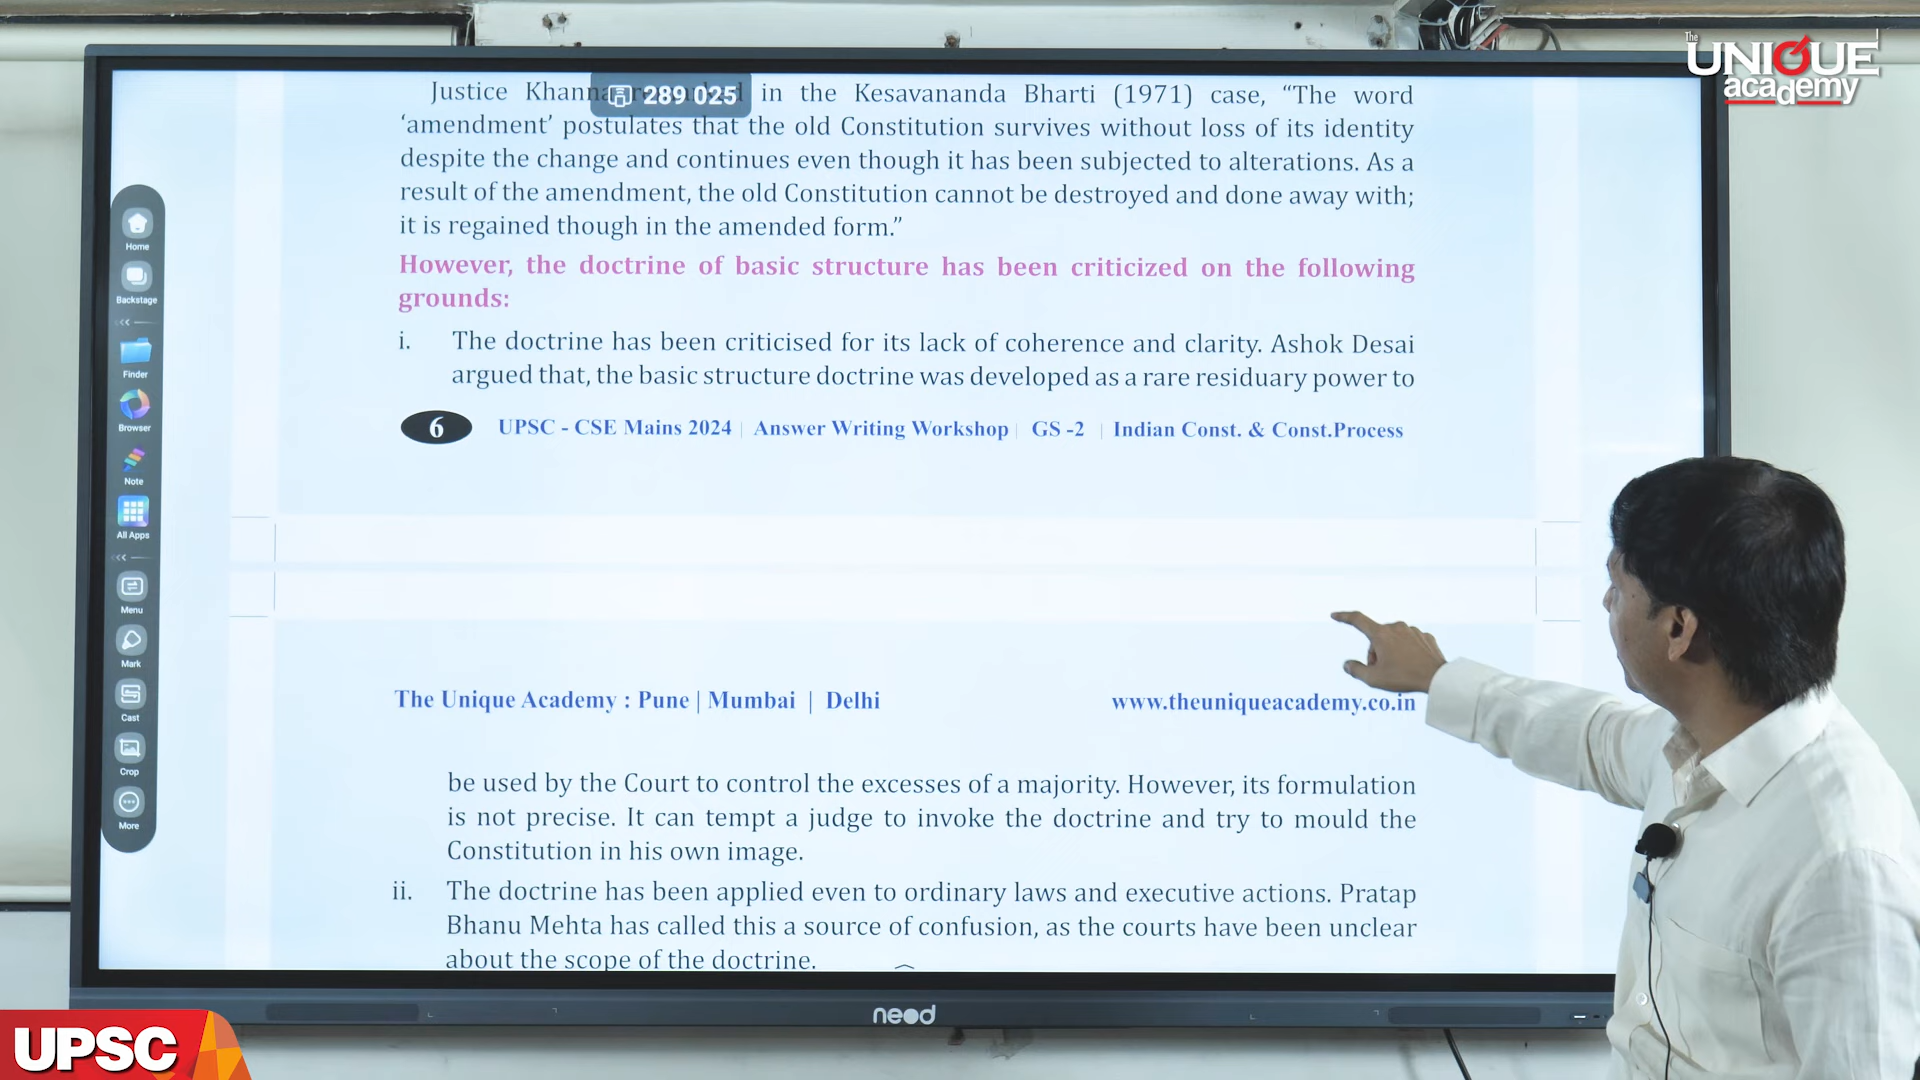 The
UNIQUE
academy
Justice Khanna in the Kesavananda Bharti (1971) case, “The word
289 025
‘amendment’ postulates that the old Constitution survives without loss of its identity
despite the change and continues even though it has been subjected to alterations. As a
result of the amendment, the old Constitution cannot be destroyed and done away with;
it is regained though in the amended form.”
However, the doctrine of basic structure has been criticized on the following
grounds:
i. The doctrine has been criticised for its lack of coherence and clarity. Ashok Desai
argued that, the basic structure doctrine was developed as a rare residuary power to
6 UPSC - CSE Mains 2024 | Answer Writing Workshop | GS -2 | Indian Const. & Const.Process
The Unique Academy : Pune | Mumbai | Delhi www.theuniqueacademy.co.in
be used by the Court to control the excesses of a majority. However, its formulation
is not precise. It can tempt a judge to invoke the doctrine and try to mould the
Constitution in his own image.
ii. The doctrine has been applied even to ordinary laws and executive actions. Pratap
Bhanu Mehta has called this a source of confusion, as the courts have been unclear
about the scope of the doctrine.
Home
Backstage
Finder
Browser
Note
All Apps
Menu
Mark
Cast
Crop
More
neod
UPSC